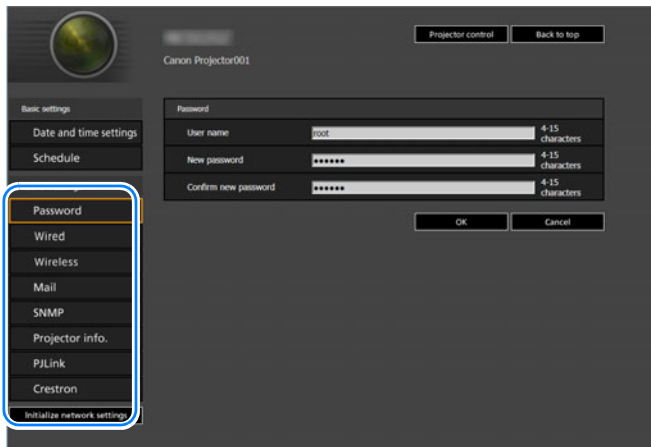 Projector control
Back to top
Canon Projector001
Basic settings
Date and time settings
Schedule
Password
Wired
Wireless
Mail
SNMP
Projector info.
PJLink
Crestron
Initialize network settings
Password
User name
root
4-15
characters
New password
••••••
4-15
characters
Confirm new password
••••••
4-15
characters
OK
Cancel